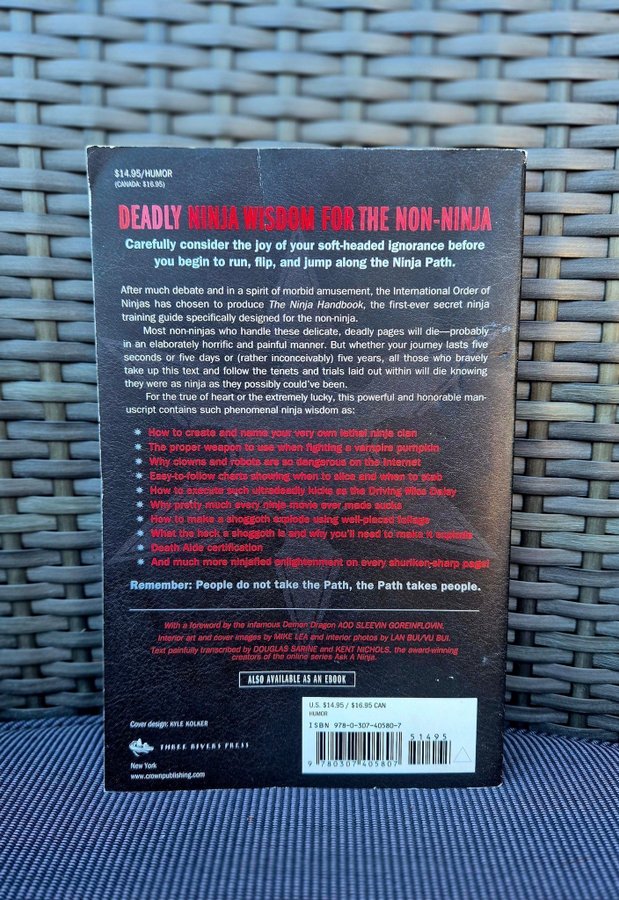 $14.95/HUMOR
(CANADA: $16.95)
DEADLY NINJA WISDOM FOR THE NON-NINJA
Carefully consider the joy of your soft-headed ignorance before
you begin to run, flip, and jump along the Ninja Path.
After much debate and in a spirit of morbid amusement, the International Order of
Ninjas has chosen to produce The Ninja Handbook, the first-ever secret ninja
training guide specifically designed for the non-ninja.
Most non-ninjas who handle these delicate, deadly pages will die—probably
in an elaborately horrific and painful manner. But whether your journey lasts five
seconds or five days or (rather inconceivably) five years, all those who bravely
take up this text and follow the tenets and trials laid out within will die knowing
they were as ninja as they possibly could've been.
For the true of heart or the extremely lucky, this powerful and honorable man-
uscript contains such phenomenal ninja wisdom as:
How to create and name your very own lethal ninja clan
The proper weapon to use when fighting a vampire pumpkin
Why clowns and robots are so dangerous on the Internet
Easy-to-follow charts showing when to slice and when to stab
How to execute such ultradeadly kicks as the Driving Miss Daisy
Why pretty much every ninja movie ever made sucks
How to make a shoggoth explode using well-placed foliage
What the heck a shoggoth is and why you'll need to make it explode
Death Aide certification
And much more ninjafied enlightenment on every shuriken-sharp page!
Remember: People do not take the Path, the Path takes people.
With a foreword by the infamous Demon Dragon AOD SLEEVIN GOREINFLOVIN.
Interior art and cover images by MIKE LEA and interior photos by LAN BUI/VU BUI.
Text painfully transcribed by DOUGLAS SARINE and KENT NICHOLS, the award-winning
creators of the online series Ask A Ninja.
ALSO AVAILABLE AS AN EBOOK
Cover design: KYLE KOLKER
THREE RIVERS PRESS
New York
www.crownpublishing.com
U.S. $14.95 / $16.95 CAN
HUMOR
ISBN 978-0-307-40580-7
51495
9 780307 405807